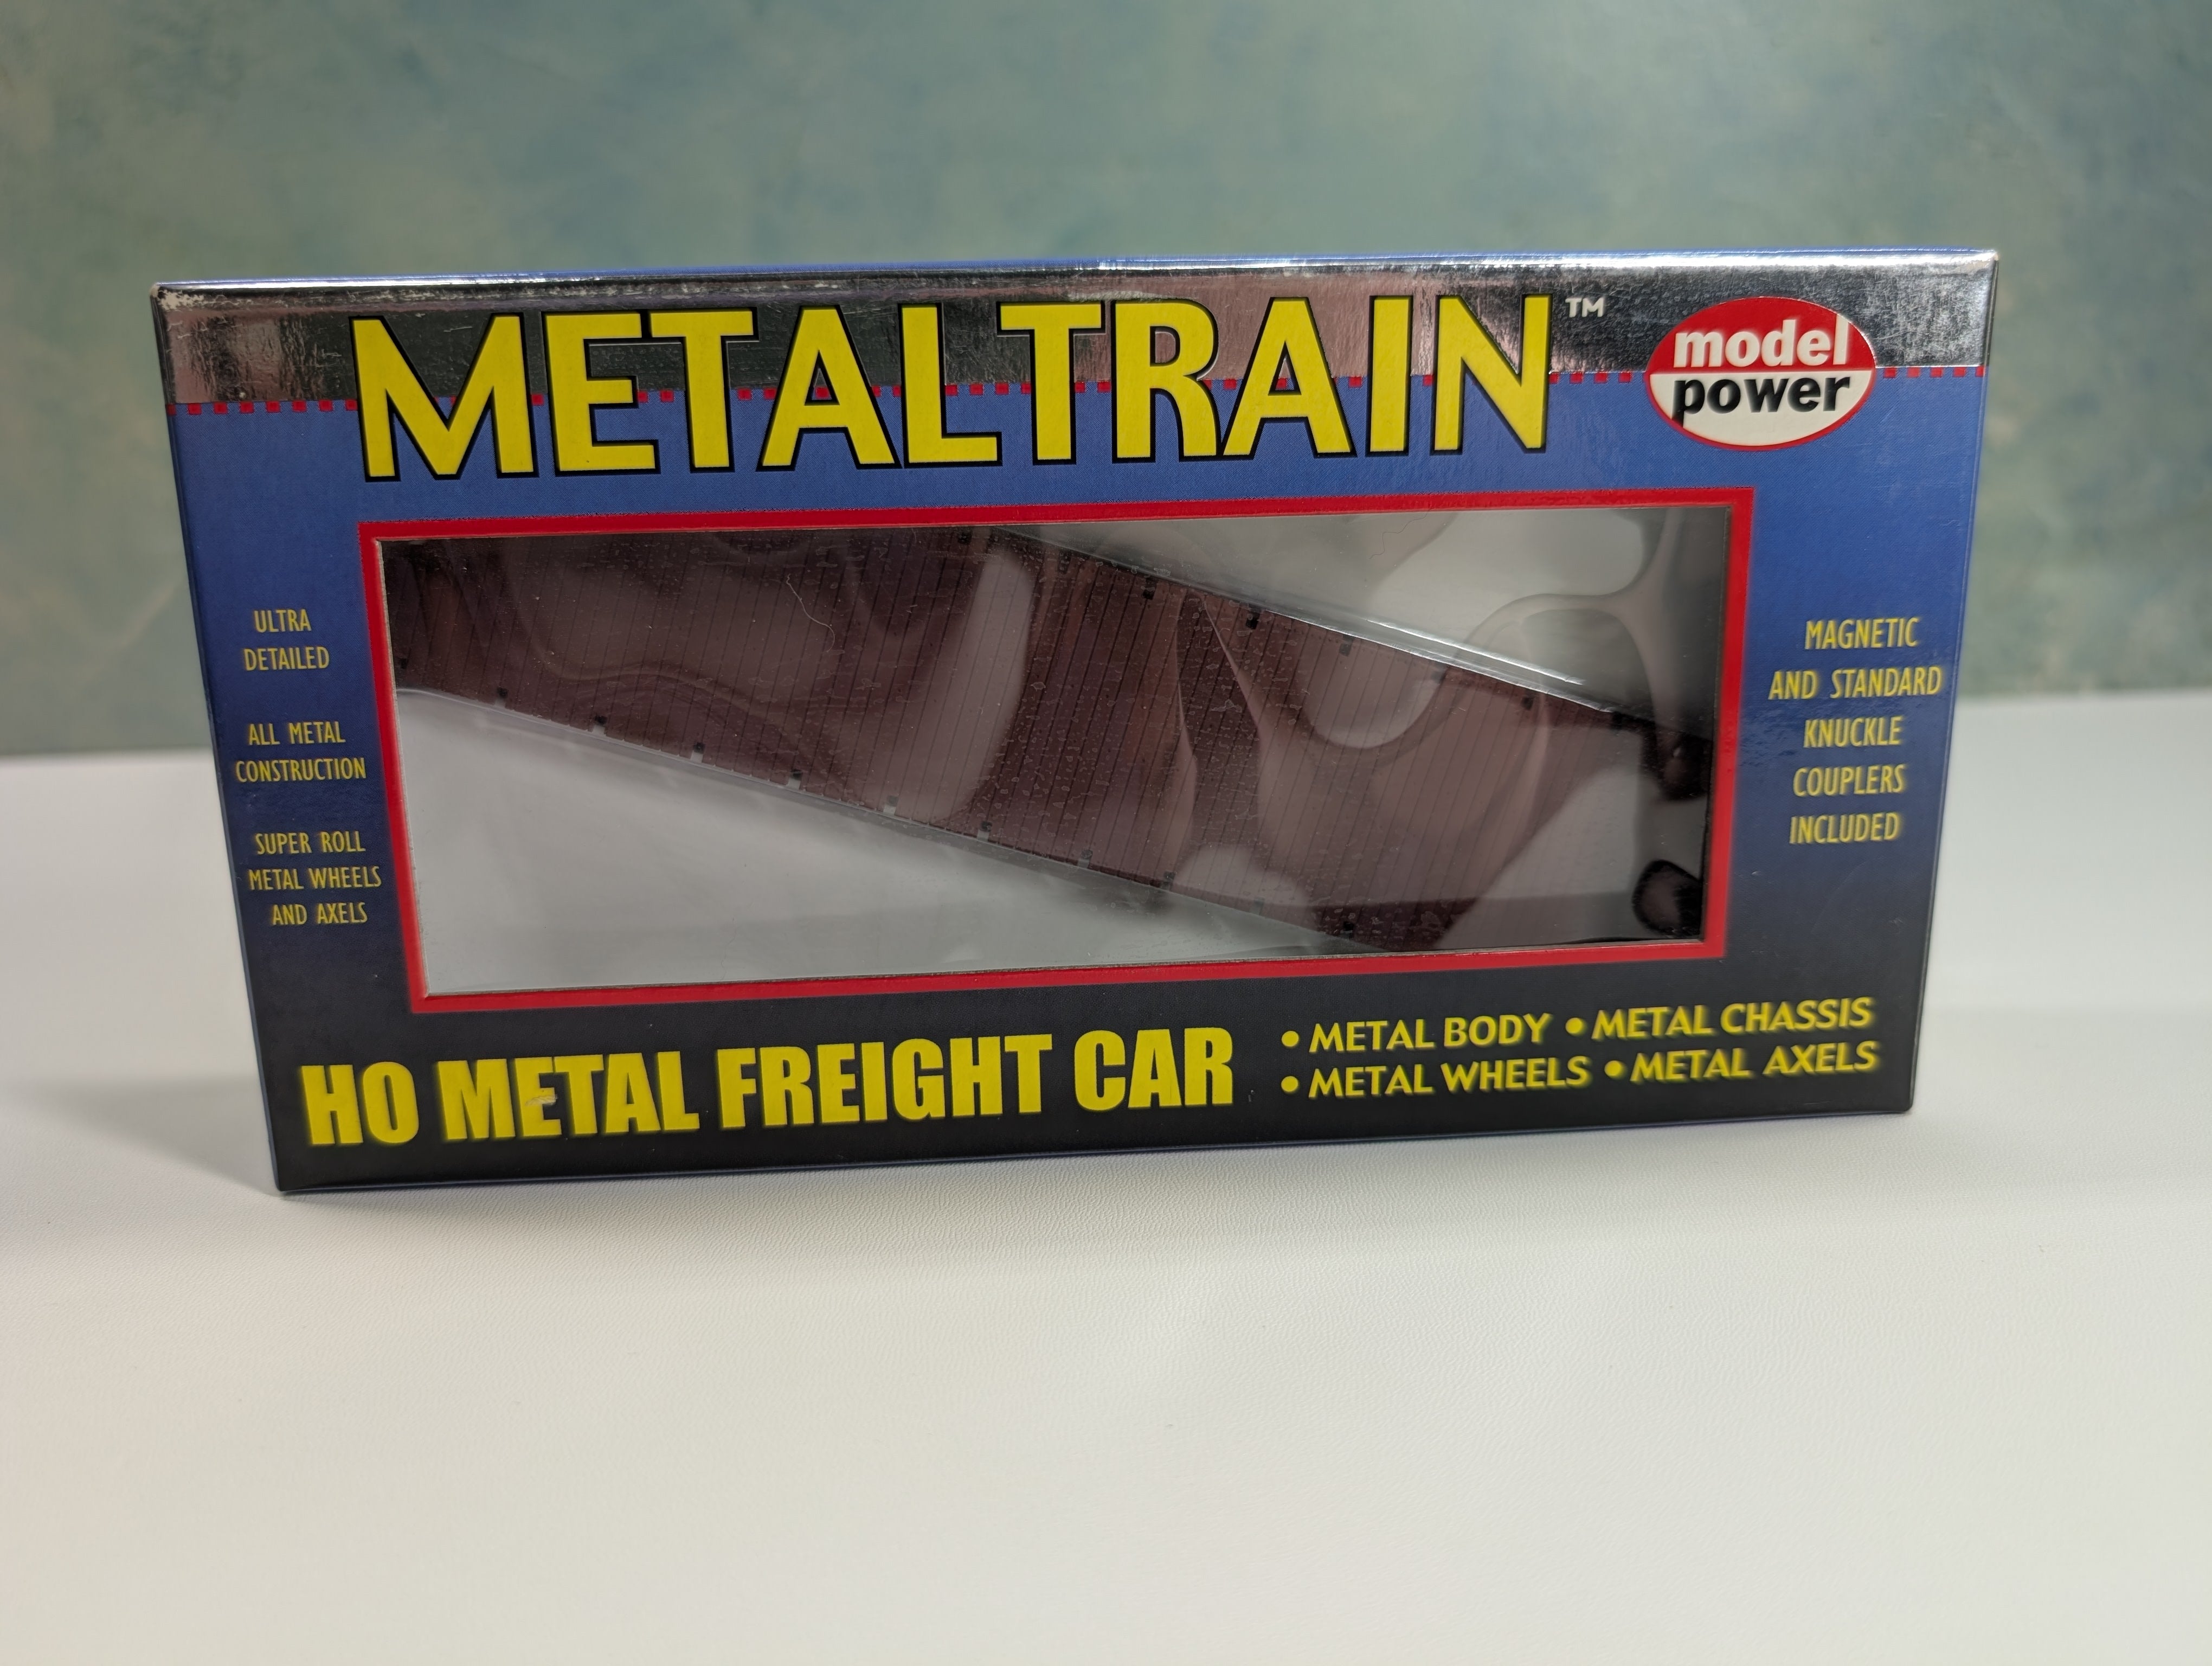 METALTRAIN™
model
power
ULTRA
DETAILED
ALL METAL
CONSTRUCTION
SUPER ROLL
METAL WHEELS
AND AXELS
MAGNETIC
AND STANDARD
KNUCKLE
COUPLERS
INCLUDED
HO METAL FREIGHT CAR
• METAL BODY • METAL CHASSIS
• METAL WHEELS • METAL AXELS